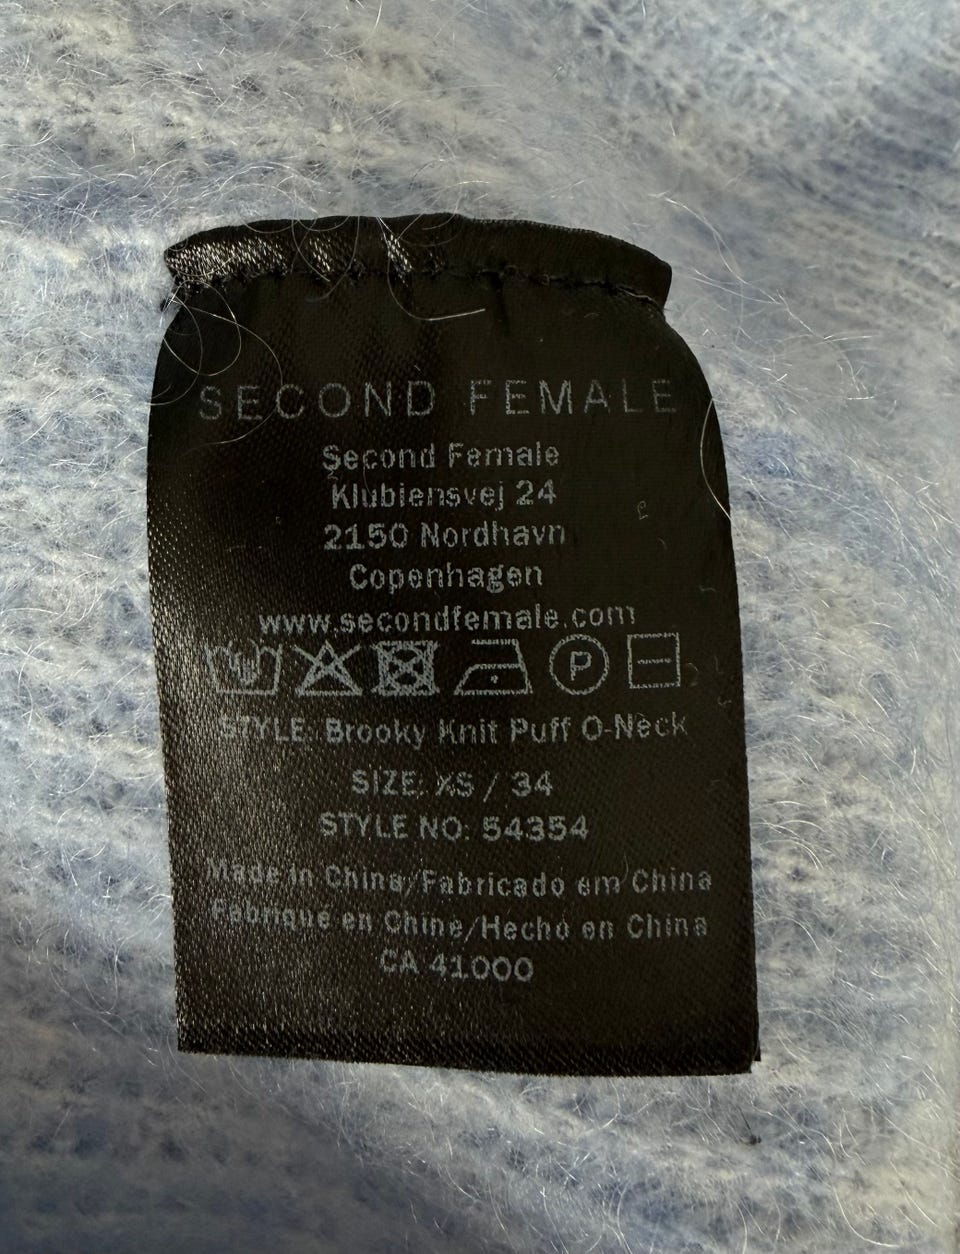 SECOND FEMALE
Second Female
Klubiensvej 24
2150 Nordhavn
Copenhagen
www.secondfemale.com
P
STYLE: Brooky Knit Puff O-Neck
SIZE: XS / 34
STYLE NO: 54354
Made in China/Fabricado em China
Fabriqué en Chine/Hecho en China
CA 41000